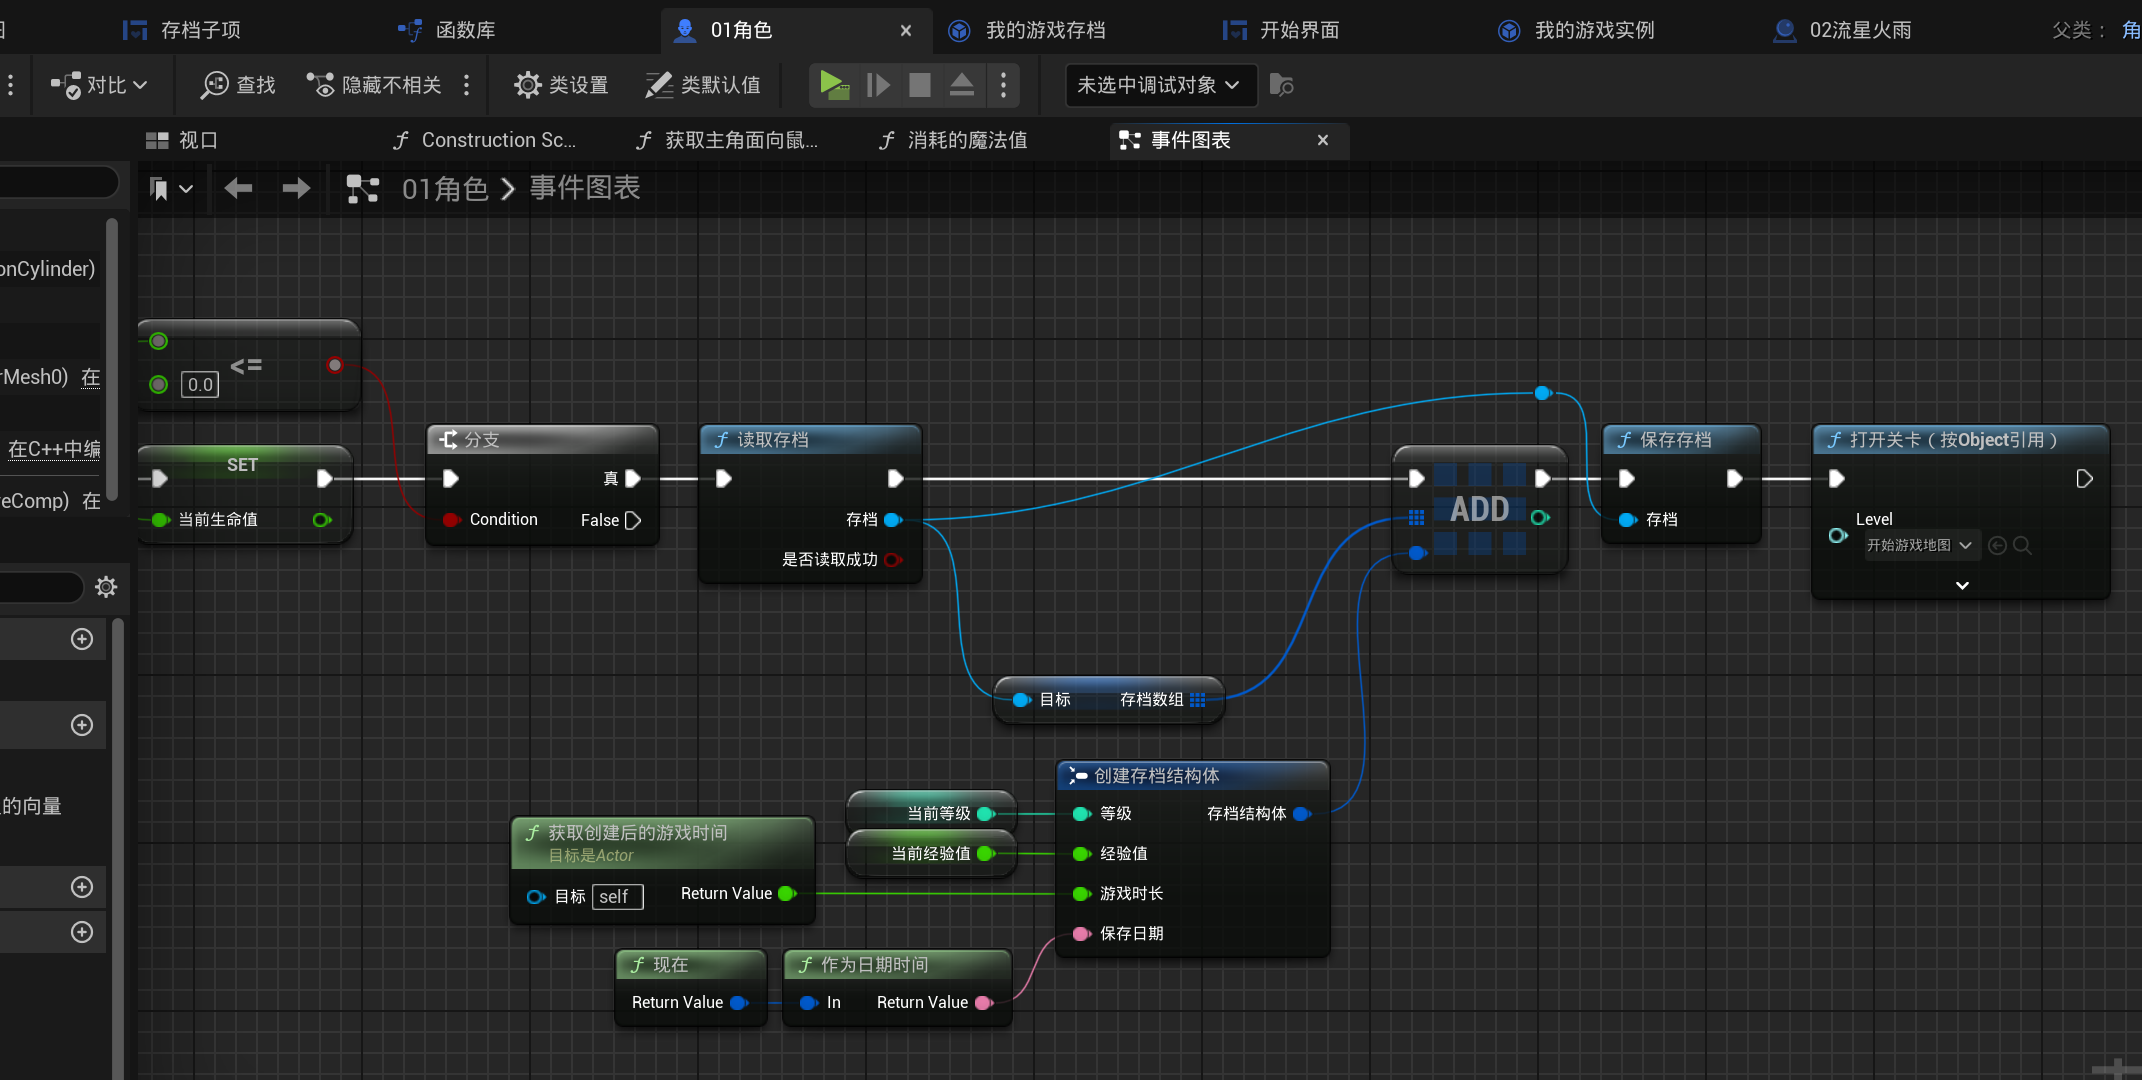 存档子项
函数库
01角色
我的游戏存档
开始界面
我的游戏实例
02流星火雨
父类：
角
对比
查找
隐藏不相关
类设置
类默认值
未选中调试对象
视口
Construction Sc...
获取主角面向鼠...
消耗的魔法值
事件图表
01角色 > 事件图表
onCylinder)
rMesh0) 在
在C++中编
eComp) 在
的向量
<=
0.0
SET
当前生命值
分支
真
Condition
False
读取存档
存档
是否读取成功
ADD
保存存档
存档
打开关卡（按Object引用）
Level
开始游戏地图
目标 存档数组
创建存档结构体
等级 存档结构体
经验值
游戏时长
保存日期
当前等级
当前经验值
获取创建后的游戏时间
目标是Actor
目标 self Return Value
现在
Return Value
作为日期时间
In Return Value